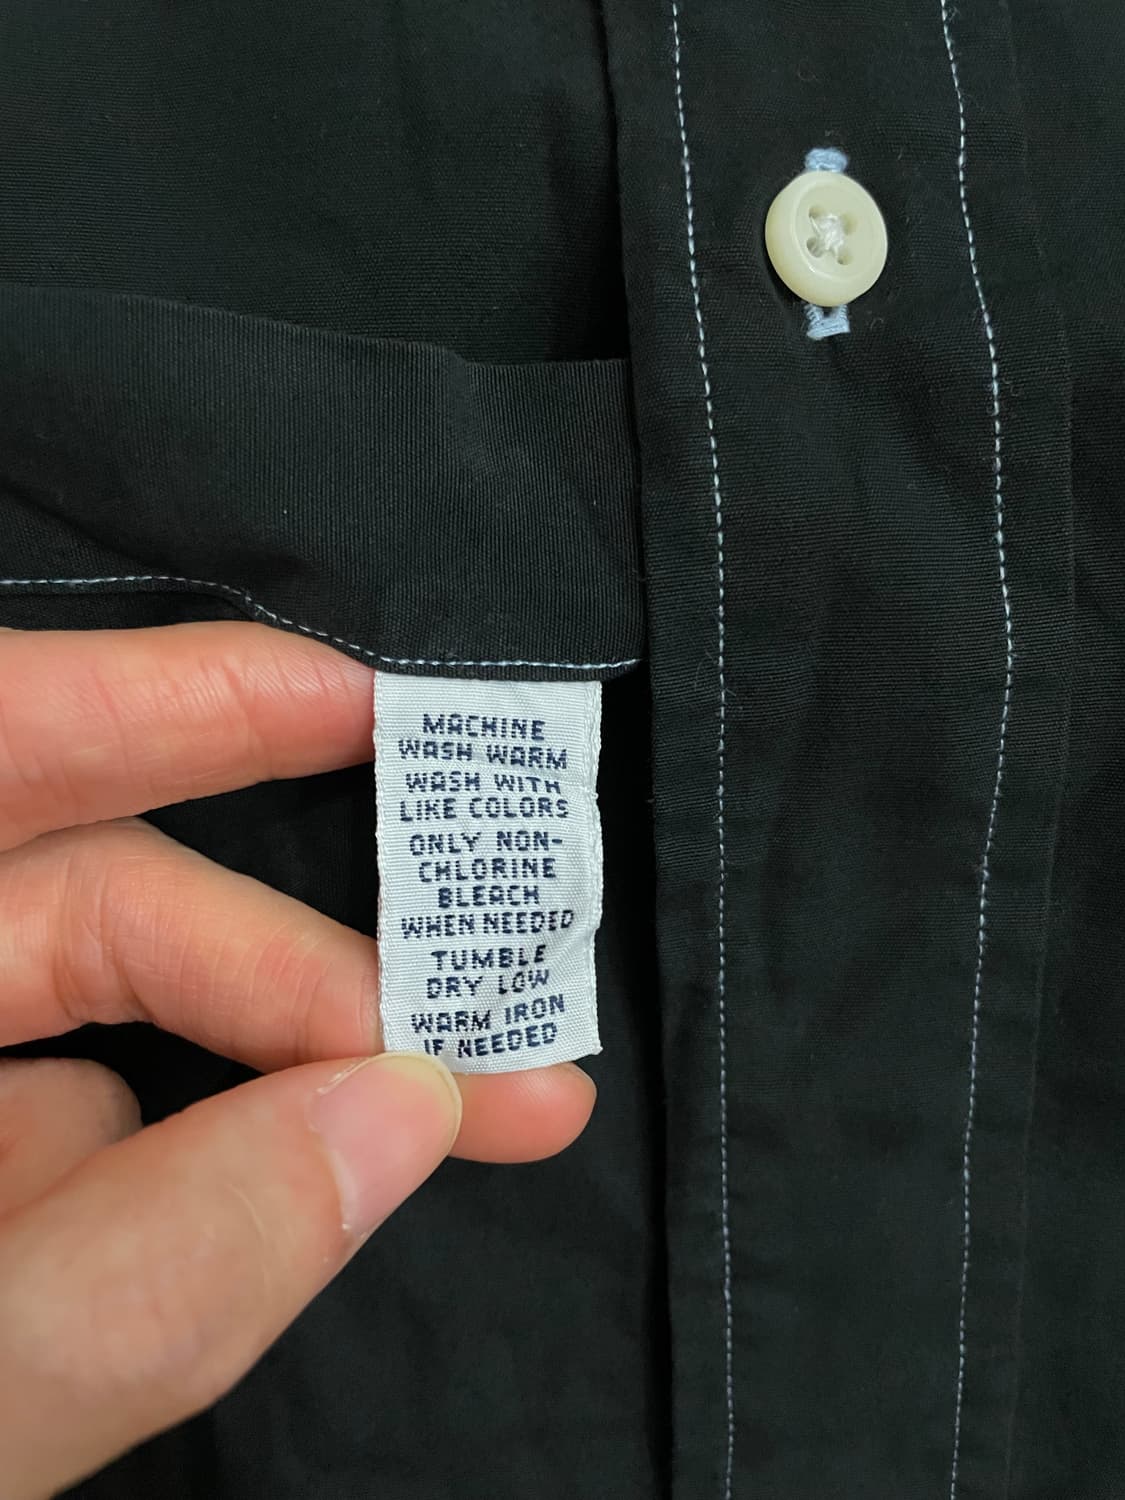 MACHINE
WASH WARM
WASH WITH
LIKE COLORS
ONLY NON-
CHLORINE
BLEACH
WHEN NEEDED
TUMBLE
DRY LOW
WARM IRON
IF NEEDED